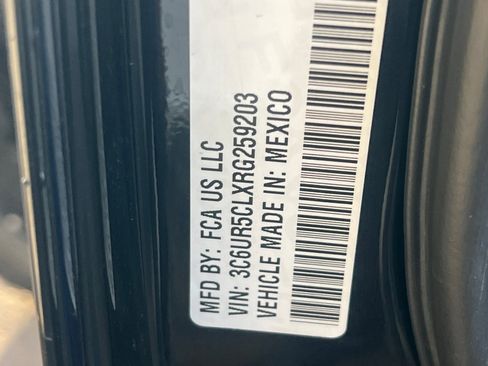 MFD BY: FCA US LLC
VIN: 3C6UR5CLXRG259203
VEHICLE MADE IN: MEXICO